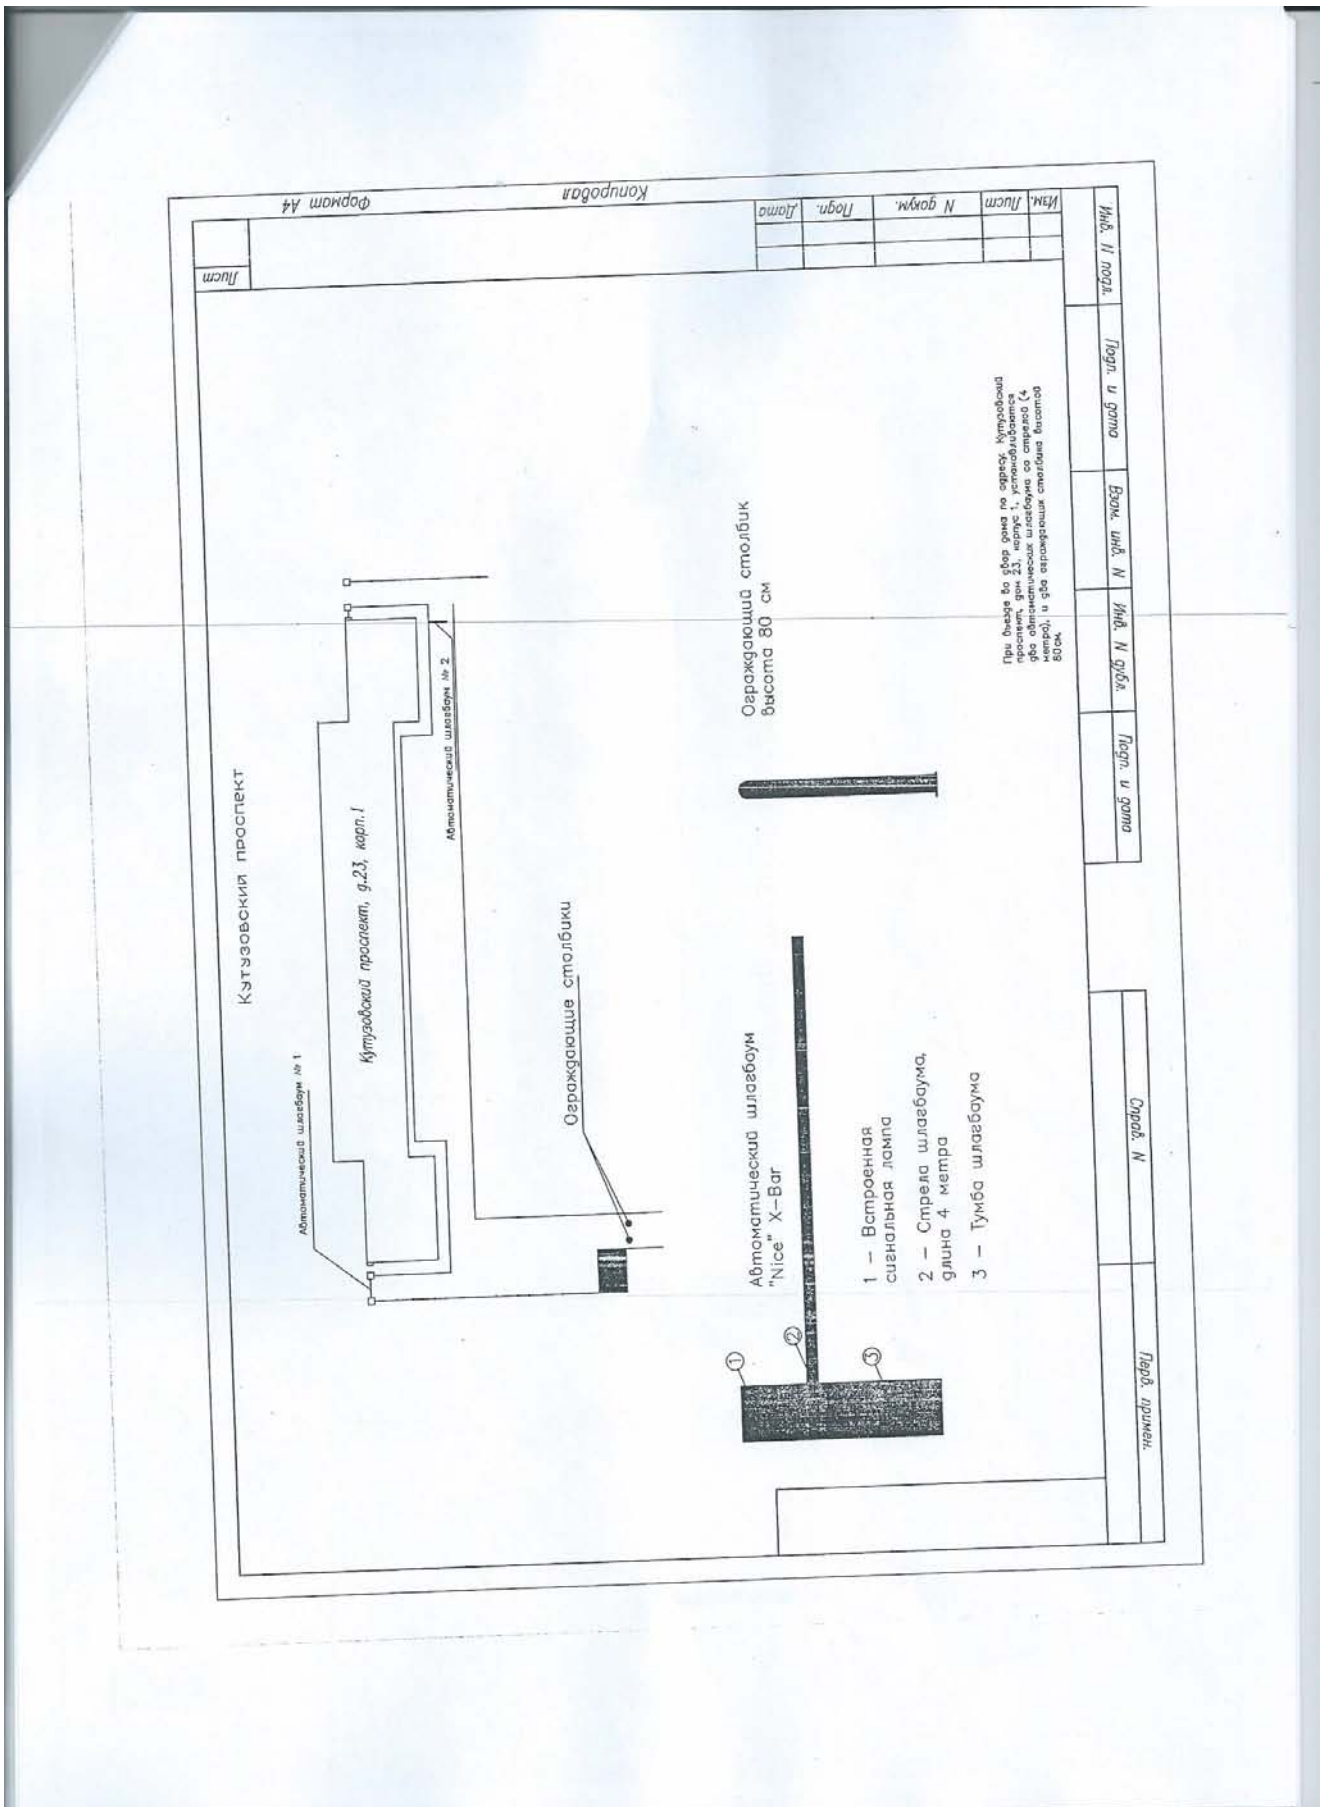 Кутузовский проспект
Автоматический шлагбаум № 1
Кутузовский проспект, д.23, корп.1
Автоматический шлагбаум № 2
Ограждающие столбики
Автоматический шлагбаум
"Nice" X-Bar
1
2
3
1 – Встроенная
сигнальная лампа
2 – Стрела шлагбаума,
длина 4 метра
3 – Тумба шлагбаума
Ограждающий столбик
высота 80 см
При въезде во двор дома по адресу: Кутузовский
проспект, дом 23, корпус 1, устанавливаются
два автоматических шлагбаума со стрелой (4
метра), и два ограждающих столбика высотой
80см.
Перв. примен.
Справ. N
Подп. и дата
Инв. N дубл.
Взам. инв. N
Подп. и дата
Инв. N подл.
Изм.
Лист
N докум.
Подп.
Дата
Лист
Копировал
Формат А4